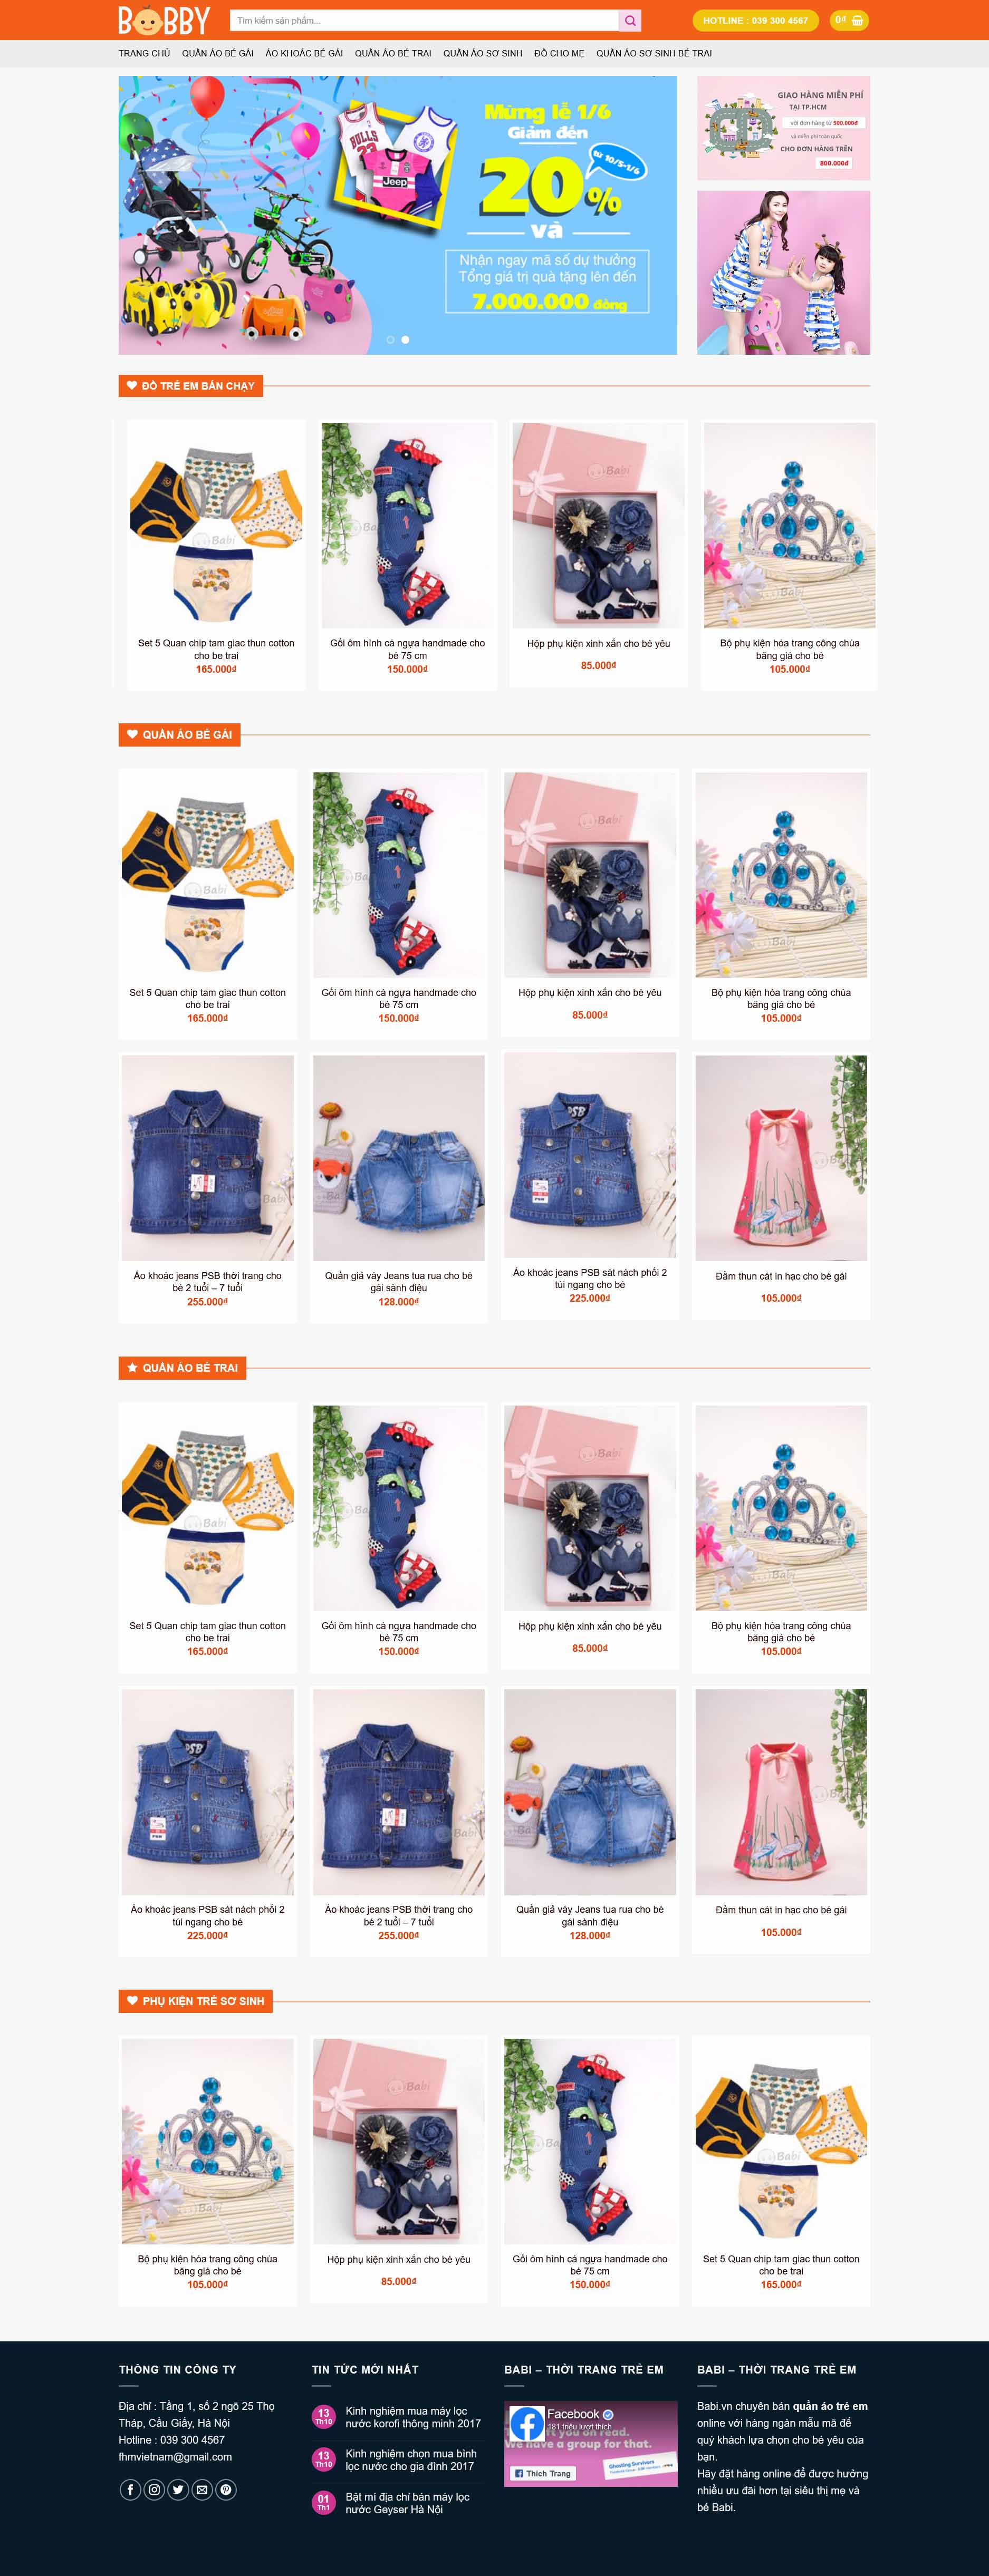 BOBBY
Tìm kiếm sản phẩm...
HOTLINE : 039 300 4567
0₫
TRANG CHỦ QUẦN ÁO BÉ GÁI ÁO KHOÁC BÉ GÁI QUẦN ÁO BÉ TRAI QUẦN ÁO SƠ SINH ĐỒ CHO MẸ QUẦN ÁO SƠ SINH BÉ TRAI
Mừng lễ 1/6
Giảm đến
20%
từ 10/5-1/6
và
Nhận ngay mã số dự thưởng
Tổng giá trị quà tặng lên đến
7.000.000 đồng
BULLS
23
Jeep
GIAO HÀNG MIỄN PHÍ
TẠI TP.HCM
với đơn hàng từ 500.000đ
và miễn phí toàn quốc
CHO ĐƠN HÀNG TRÊN
800.000đ
ĐỒ TRẺ EM BÁN CHẠY
Babi
Set 5 Quan chip tam giac thun cotton
cho be trai
165.000₫
Gối ôm hình cá ngựa handmade cho
bé 75 cm
150.000₫
Babi
Hộp phụ kiện xinh xắn cho bé yêu
85.000₫
Babi
Bộ phụ kiện hóa trang công chúa
băng giá cho bé
105.000₫
QUẦN ÁO BÉ GÁI
Babi
Set 5 Quan chip tam giac thun cotton
cho be trai
165.000₫
Gối ôm hình cá ngựa handmade cho
bé 75 cm
150.000₫
Babi
Hộp phụ kiện xinh xắn cho bé yêu
85.000₫
Babi
Bộ phụ kiện hóa trang công chúa
băng giá cho bé
105.000₫
Babi
Áo khoác jeans PSB thời trang cho
bé 2 tuổi – 7 tuổi
255.000₫
Quần giả váy Jeans tua rua cho bé
gái sành điệu
128.000₫
PSB
Áo khoác jeans PSB sát nách phối 2
túi ngang cho bé
225.000₫
Đầm thun cát in hạc cho bé gái
105.000₫
QUẦN ÁO BÉ TRAI
Babi
Set 5 Quan chip tam giac thun cotton
cho be trai
165.000₫
Gối ôm hình cá ngựa handmade cho
bé 75 cm
150.000₫
Babi
Hộp phụ kiện xinh xắn cho bé yêu
85.000₫
Babi
Bộ phụ kiện hóa trang công chúa
băng giá cho bé
105.000₫
PSB
Áo khoác jeans PSB sát nách phối 2
túi ngang cho bé
225.000₫
Babi
Áo khoác jeans PSB thời trang cho
bé 2 tuổi – 7 tuổi
255.000₫
Quần giả váy Jeans tua rua cho bé
gái sành điệu
128.000₫
Đầm thun cát in hạc cho bé gái
105.000₫
PHỤ KIỆN TRẺ SƠ SINH
Babi
Bộ phụ kiện hóa trang công chúa
băng giá cho bé
105.000₫
Babi
Hộp phụ kiện xinh xắn cho bé yêu
85.000₫
Gối ôm hình cá ngựa handmade cho
bé 75 cm
150.000₫
Babi
Set 5 Quan chip tam giac thun cotton
cho be trai
165.000₫
THÔNG TIN CÔNG TY
Địa chỉ : Tầng 1, số 2 ngõ 25 Thọ
Tháp, Cầu Giấy, Hà Nội
Hotline : 039 300 4567
fhmvietnam@gmail.com
TIN TỨC MỚI NHẤT
13
Th10
Kinh nghiệm mua máy lọc
nước korofi thông minh 2017
13
Th10
Kinh nghiệm chọn mua bình
lọc nước cho gia đình 2017
01
Th1
Bật mí địa chỉ bán máy lọc
nước Geyser Hà Nội
BABI – THỜI TRANG TRẺ EM
Facebook
181 triệu lượt thích
We have a group for that.
Ghosting Survivors
Thích Trang
BABI – THỜI TRANG TRẺ EM
Babi.vn chuyên bán quần áo trẻ em
online với hàng ngàn mẫu mã để
quý khách lựa chọn cho bé yêu của
bạn.
Hãy đặt hàng online để được hưởng
nhiều ưu đãi hơn tại siêu thị mẹ và
bé Babi.